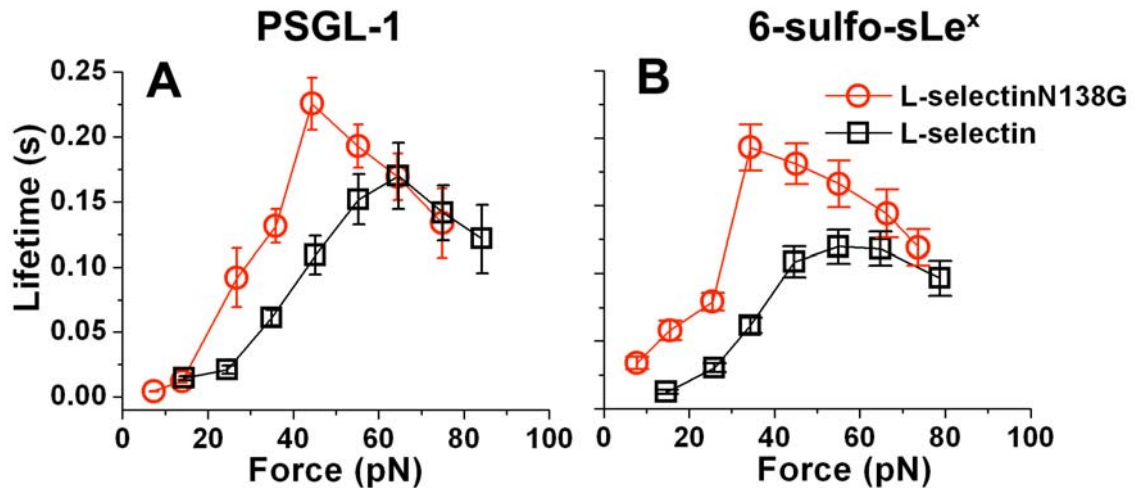 PSGL-1
6-sulfo-sLeˣ
A
B
L-selectinN138G
L-selectin
Lifetime (s)
0.25
0.20
0.15
0.10
0.05
0.00
0 20 40 60 80 100
0 20 40 60 80 100
Force (pN)
Force (pN)